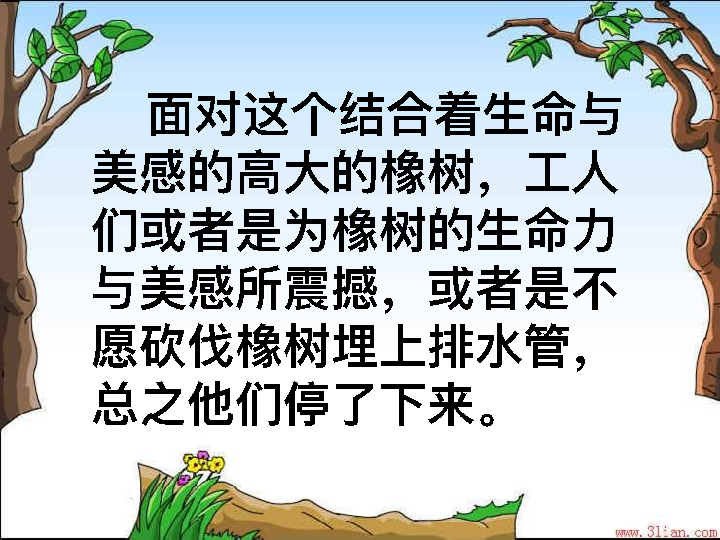 面对这个结合着生命与
美感的高大的橡树，工人
们或者是为橡树的生命力
与美感所震撼，或者是不
愿砍伐橡树埋上排水管，
总之他们停了下来。
www.3lian.com